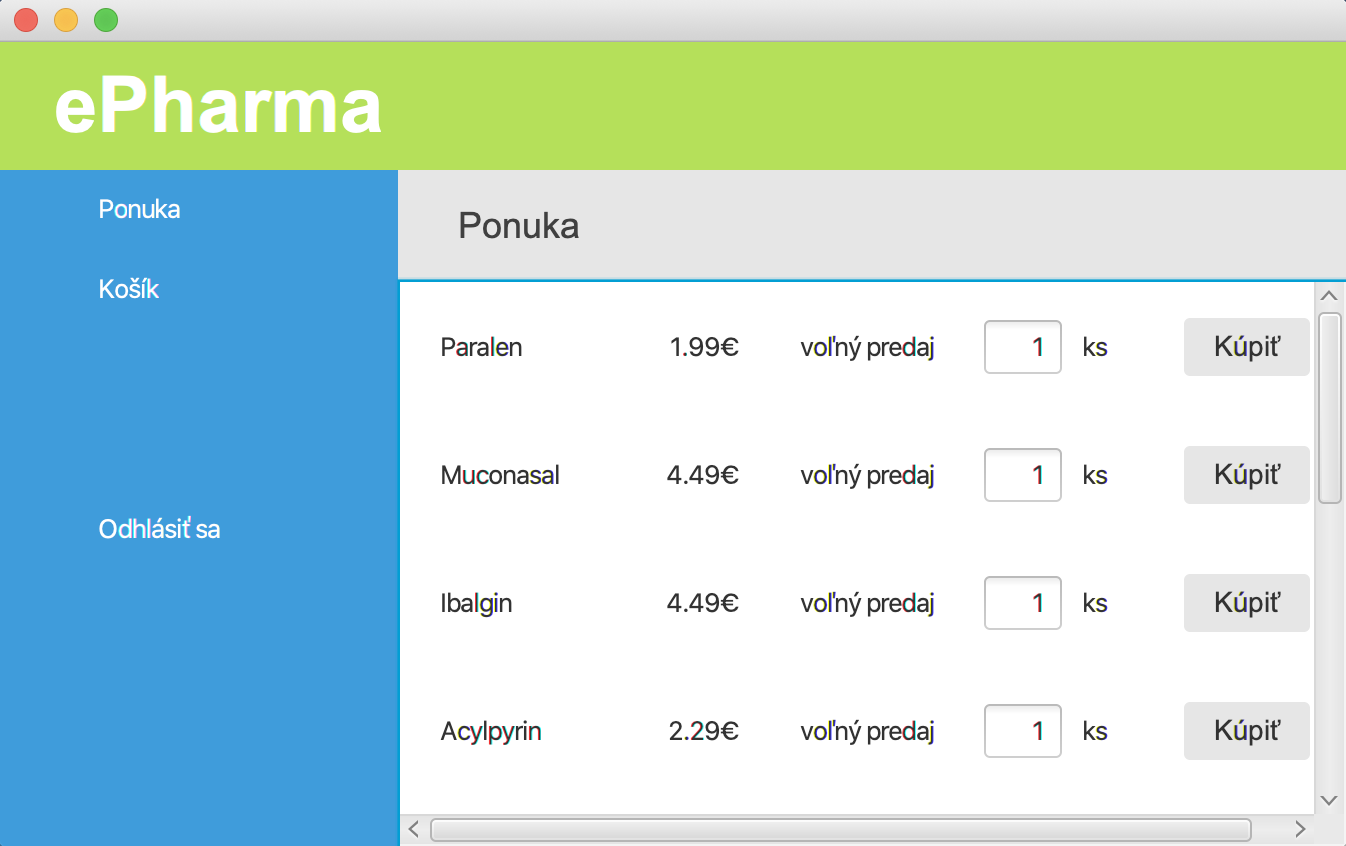 ePharma
Ponuka
Košík
Odhlásiť sa
Ponuka
Paralen 1.99€ voľný predaj 1 ks Kúpiť
Muconasal 4.49€ voľný predaj 1 ks Kúpiť
Ibalgin 4.49€ voľný predaj 1 ks Kúpiť
Acylpyrin 2.29€ voľný predaj 1 ks Kúpiť